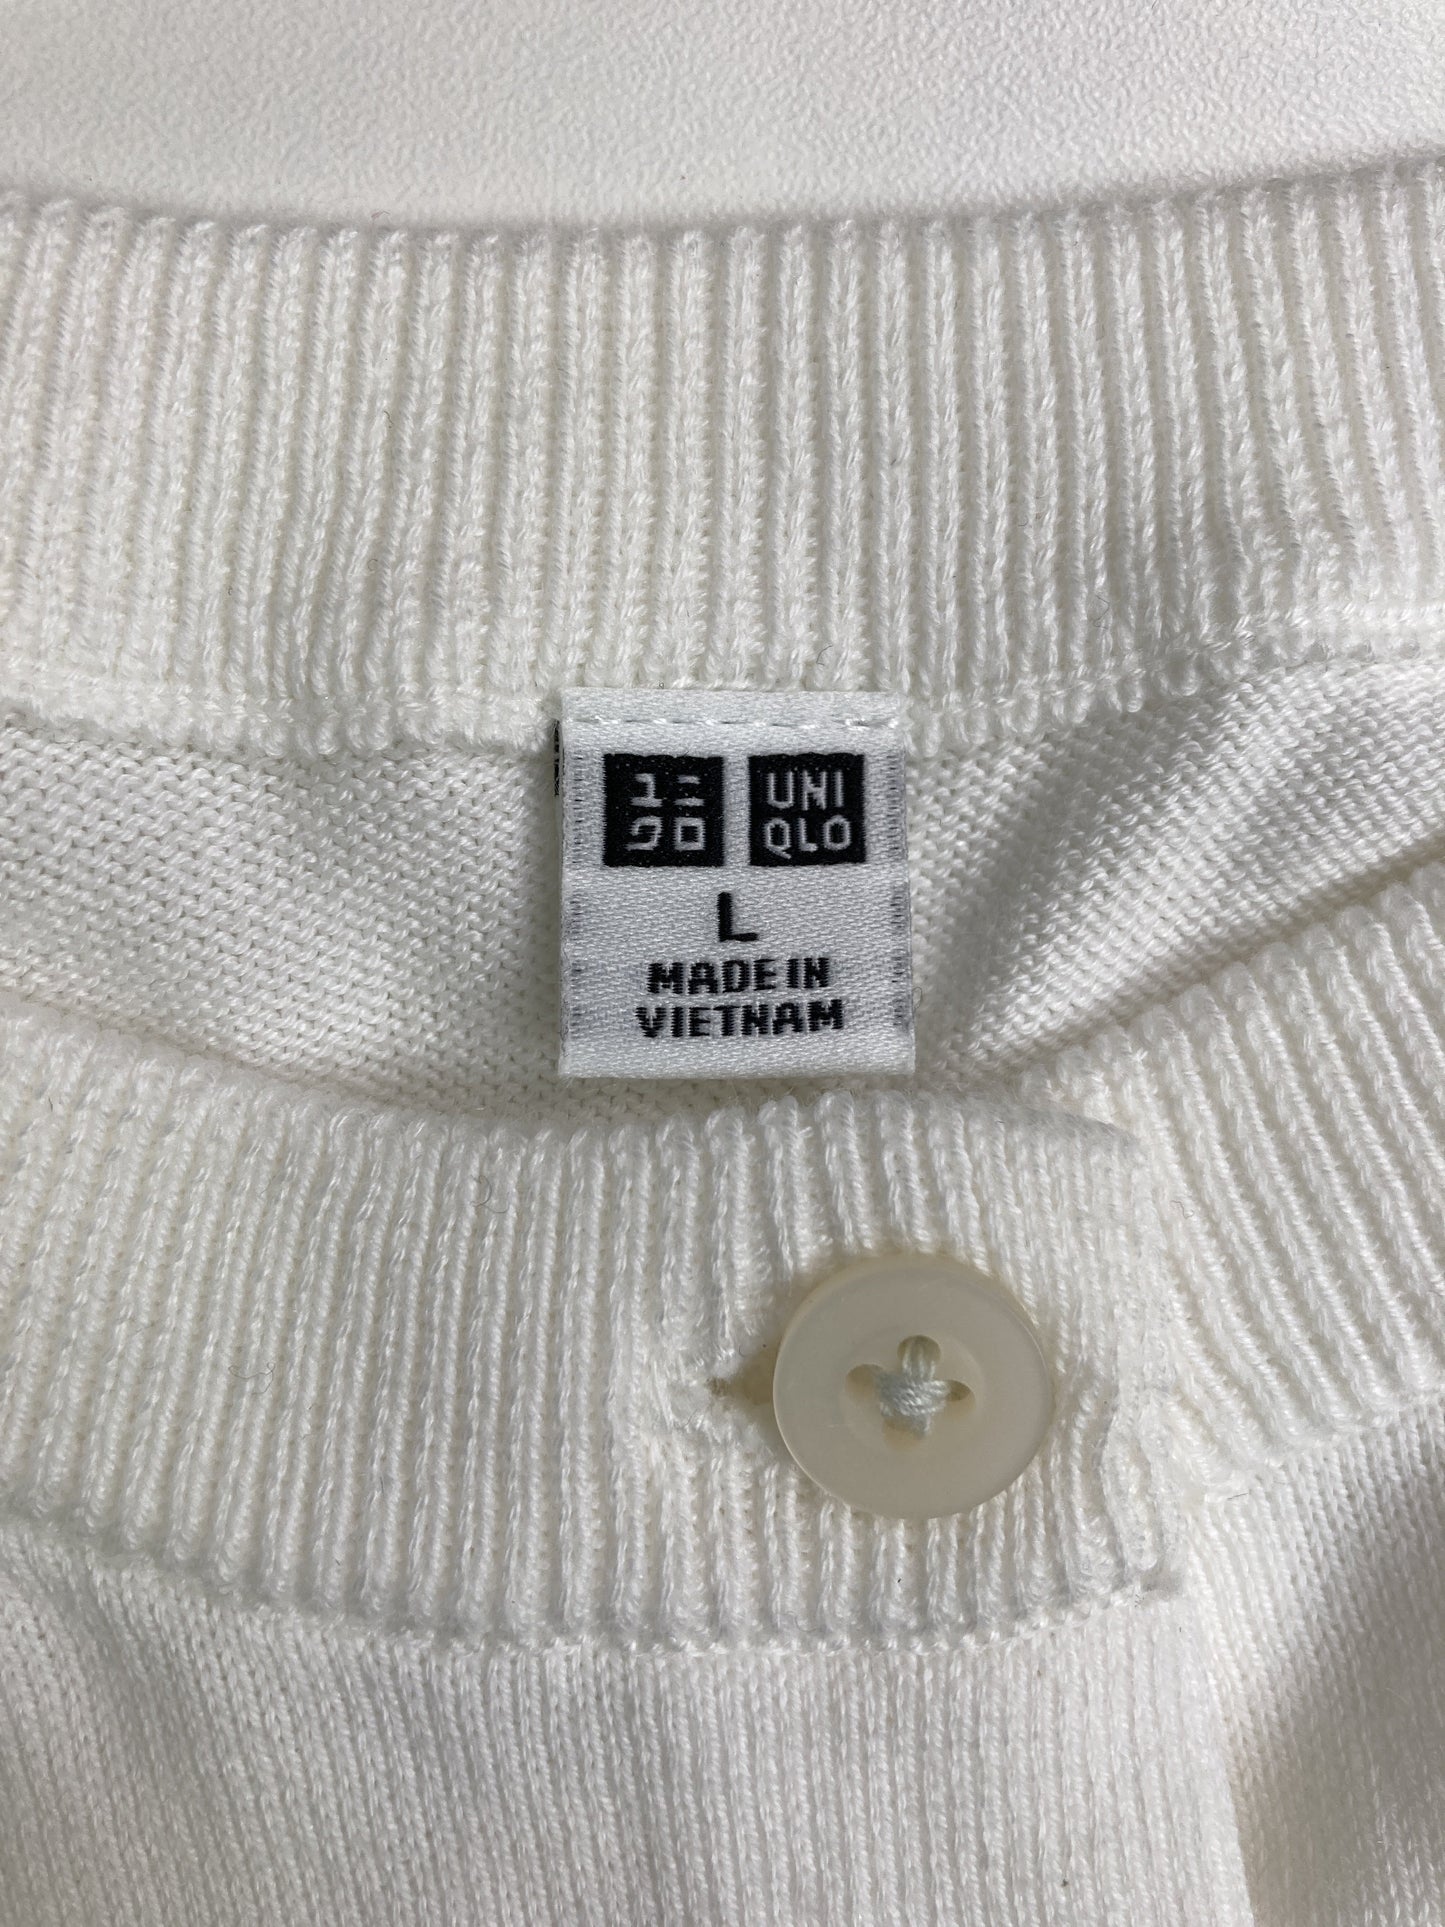 ユニ UNI
クロ QLO
L
MADE IN
VIETNAM